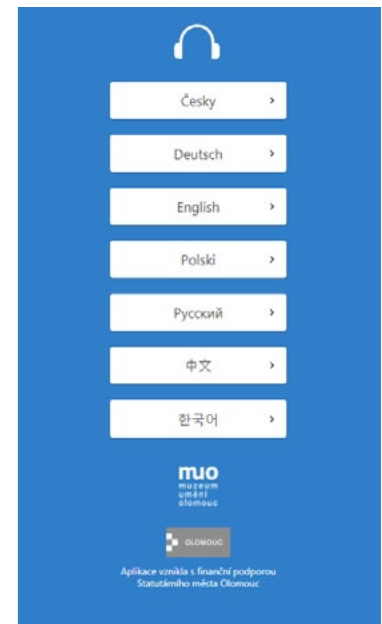 Česky
Deutsch
English
Polski
Русский
中文
한국어
muo
muzeum
umění
olomouc
OLOMOUC
Aplikace vznikla s finanční podporou
Statutárního města Olomouc